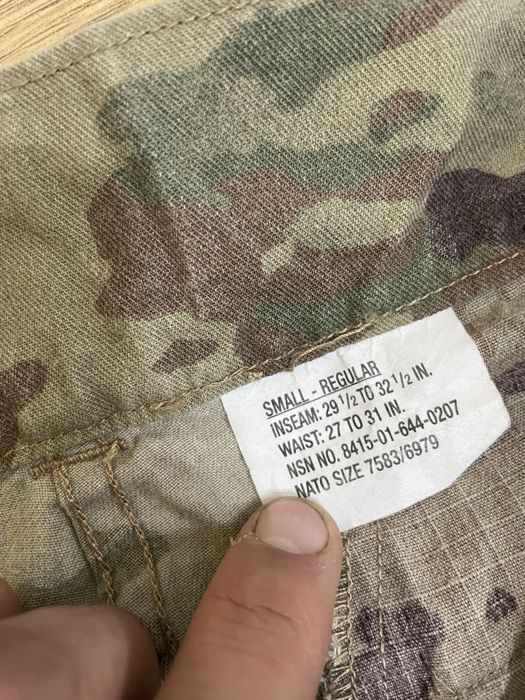 SMALL - REGULAR
INSEAM: 29 1/2 TO 32 1/2 IN.
WAIST: 27 TO 31 IN.
NSN NO. 8415-01-644-0207
NATO SIZE 7583/6979